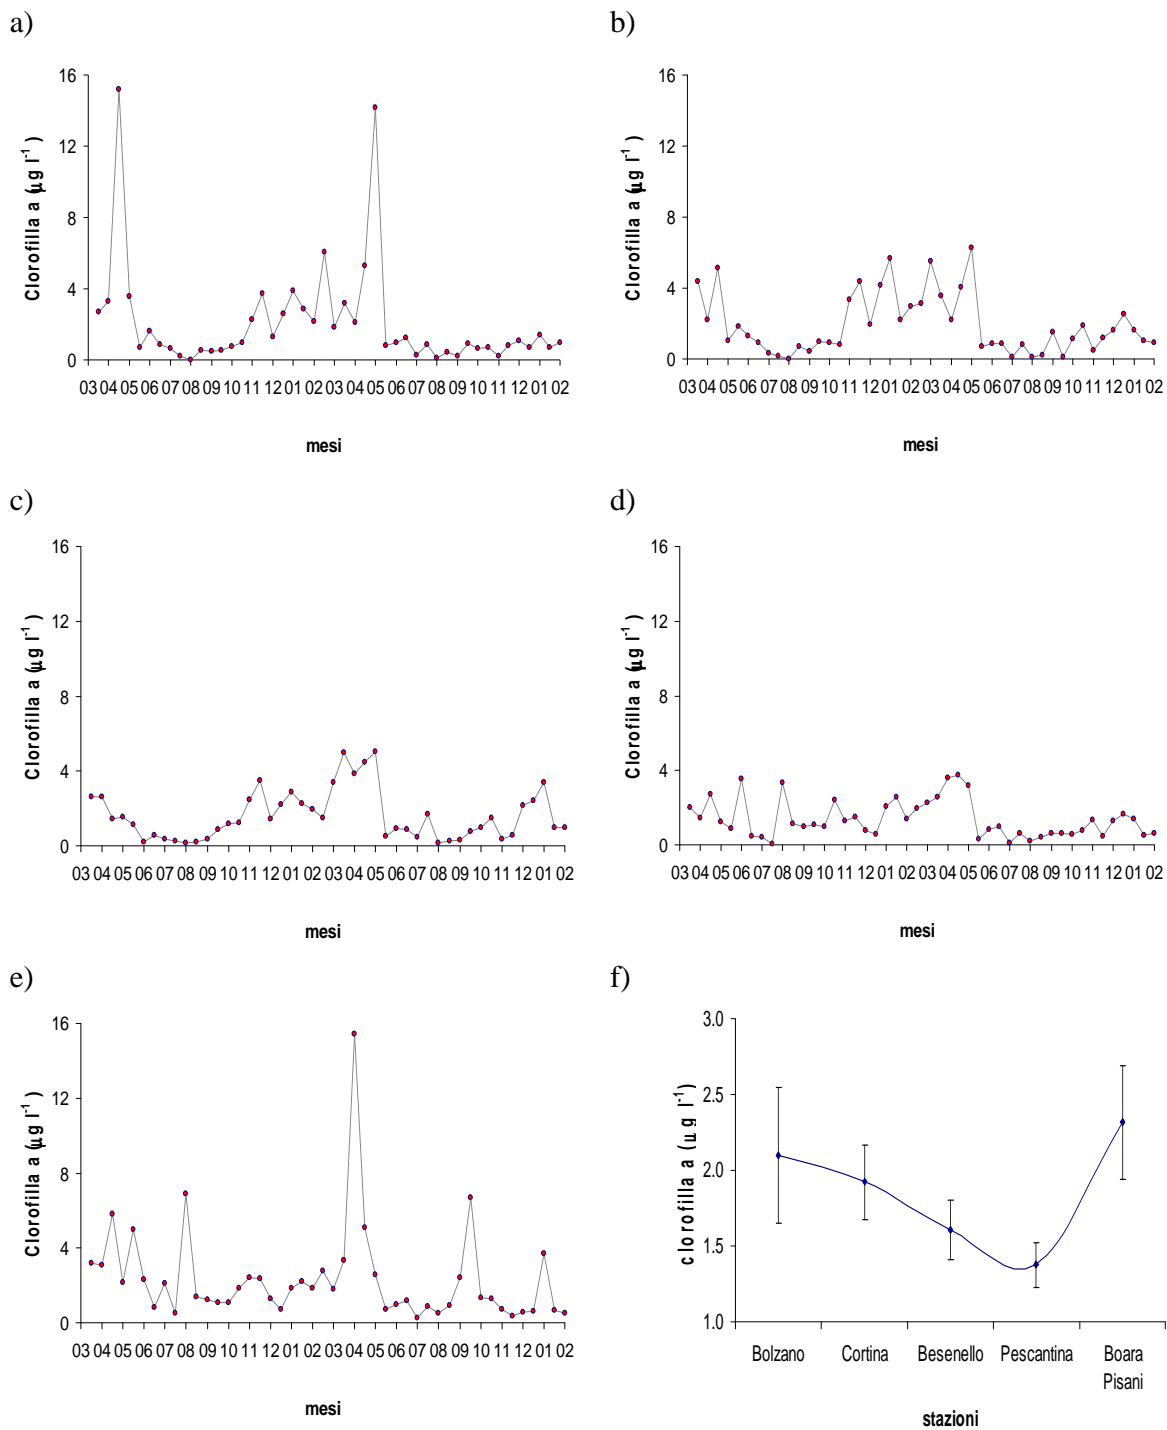 a)
16
12
8
4
0
Clorofilla a (µg l-1 )
03 04 05 06 07 08 09 10 11 12 01 02 03 04 05 06 07 08 09 10 11 12 01 02
mesi
b)
16
12
8
4
0
Clorofilla a (µg l-1 )
03 04 05 06 07 08 09 10 11 12 01 02 03 04 05 06 07 08 09 10 11 12 01 02
mesi
c)
16
12
8
4
0
Clorofilla a (µg l-1 )
03 04 05 06 07 08 09 10 11 12 01 02 03 04 05 06 07 08 09 10 11 12 01 02
mesi
d)
16
12
8
4
0
Clorofilla a (µg l-1 )
03 04 05 06 07 08 09 10 11 12 01 02 03 04 05 06 07 08 09 10 11 12 01 02
mesi
e)
16
12
8
4
0
Clorofilla a (µg l-1 )
03 04 05 06 07 08 09 10 11 12 01 02 03 04 05 06 07 08 09 10 11 12 01 02
mesi
f)
3.0
2.5
2.0
1.5
1.0
clorofilla a (µ g l-1)
Bolzano Cortina Besenello Pescantina Boara
Pisani
stazioni